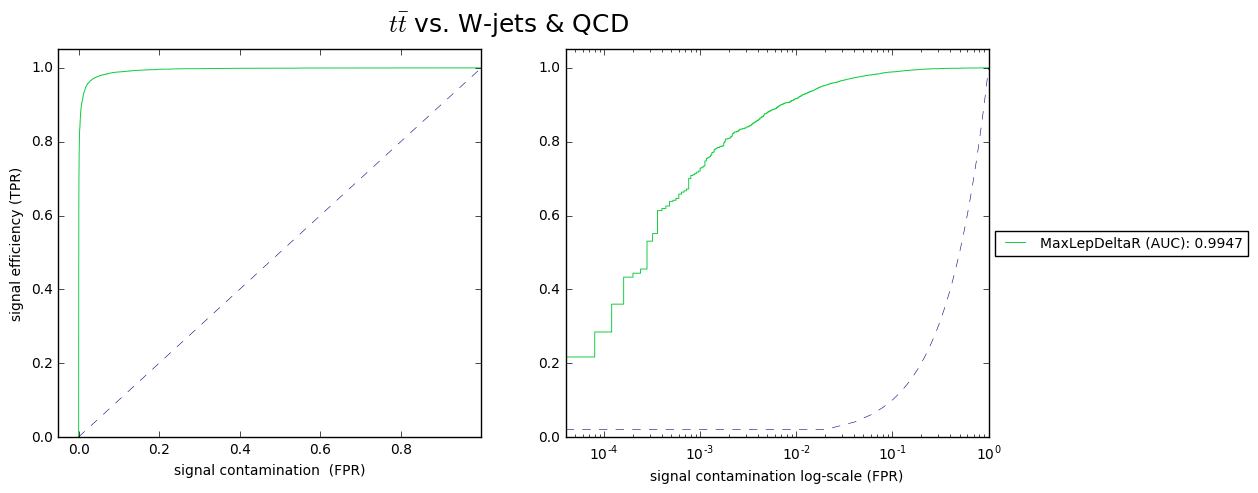 tt̄ vs. W-jets & QCD
signal efficiency (TPR)
1.0
0.8
0.6
0.4
0.2
0.0
0.0 0.2 0.4 0.6 0.8
signal contamination (FPR)
1.0
0.8
0.6
0.4
0.2
0.0
10⁻⁴ 10⁻³ 10⁻² 10⁻¹ 10⁰
signal contamination log-scale (FPR)
MaxLepDeltaR (AUC): 0.9947